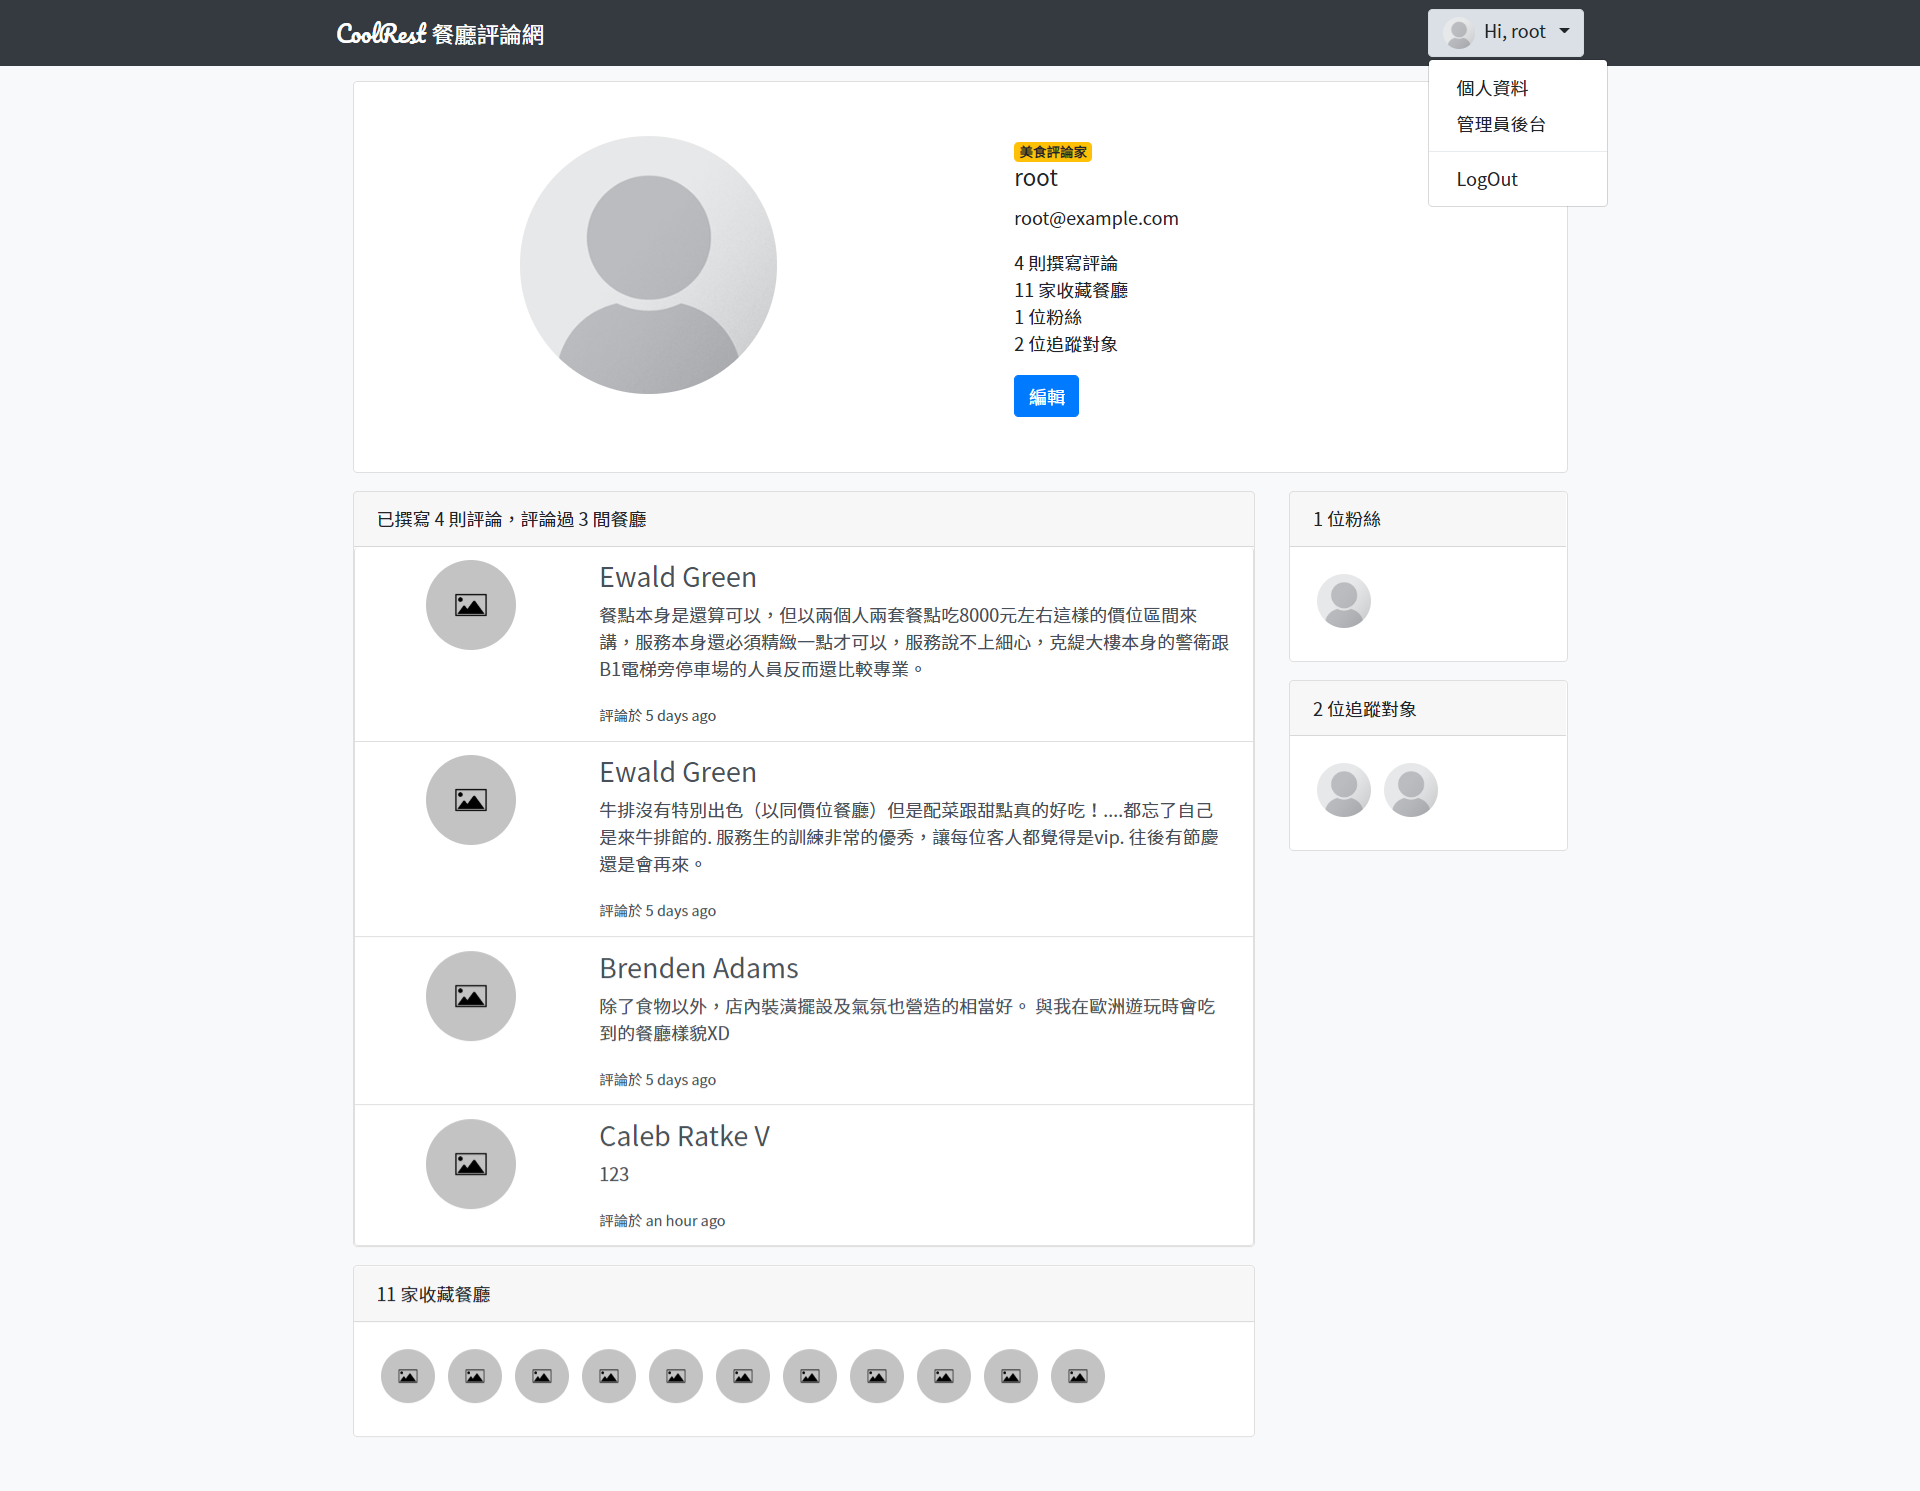 CoolRest 餐廳評論網
Hi, root
個人資料
管理員後台
LogOut
美食評論家
root
root@example.com
4 則撰寫評論
11 家收藏餐廳
1 位粉絲
2 位追蹤對象
編輯
已撰寫 4 則評論，評論過 3 間餐廳
Ewald Green
餐點本身是還算可以，但以兩個人兩套餐點吃8000元左右這樣的價位區間來
講，服務本身還必須精緻一點才可以，服務說不上細心，克緹大樓本身的警衛跟
B1電梯旁停車場的人員反而還比較專業。
評論於 5 days ago
Ewald Green
牛排沒有特別出色（以同價位餐廳）但是配菜跟甜點真的好吃！....都忘了自己
是來牛排館的. 服務生的訓練非常的優秀，讓每位客人都覺得是vip. 往後有節慶
還是會再來。
評論於 5 days ago
Brenden Adams
除了食物以外，店內裝潢擺設及氣氛也營造的相當好。 與我在歐洲遊玩時會吃
到的餐廳樣貌XD
評論於 5 days ago
Caleb Ratke V
123
評論於 an hour ago
11 家收藏餐廳
1 位粉絲
2 位追蹤對象